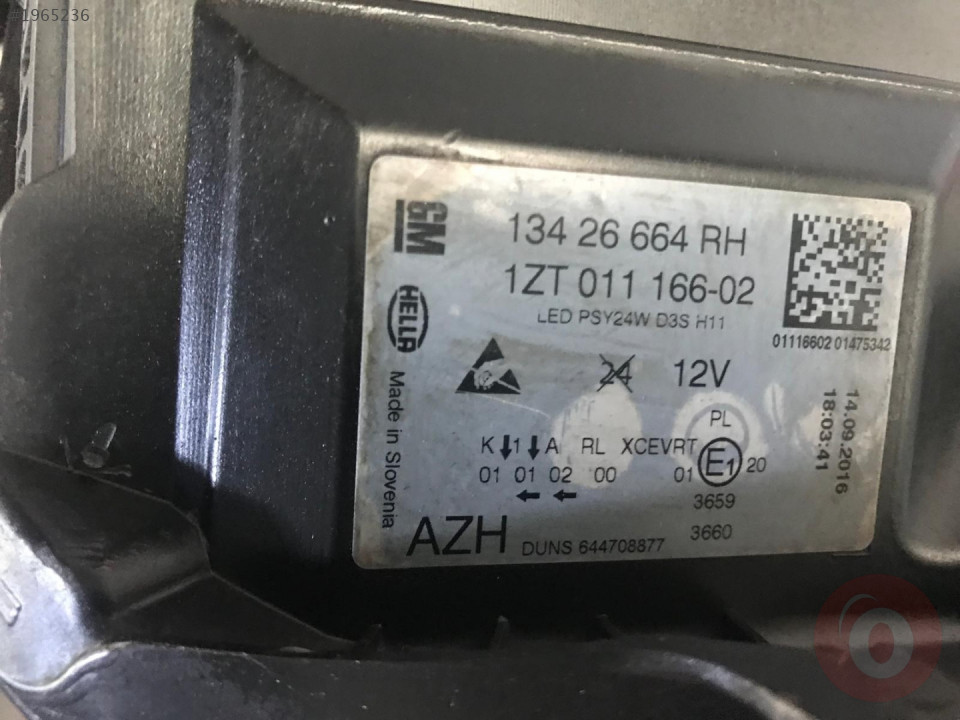 #1965236
GM
134 26 664 RH
1ZT 011 166-02
LED PSY24W D3S H11
01116602 01475342
HELLA
24 12V
14.09.2016
18:03:41
Made in Slovenia
PL
K 1 A RL XCEVRT E1 20
01 01 02 00 01
3659
3660
AZH DUNS 644708877